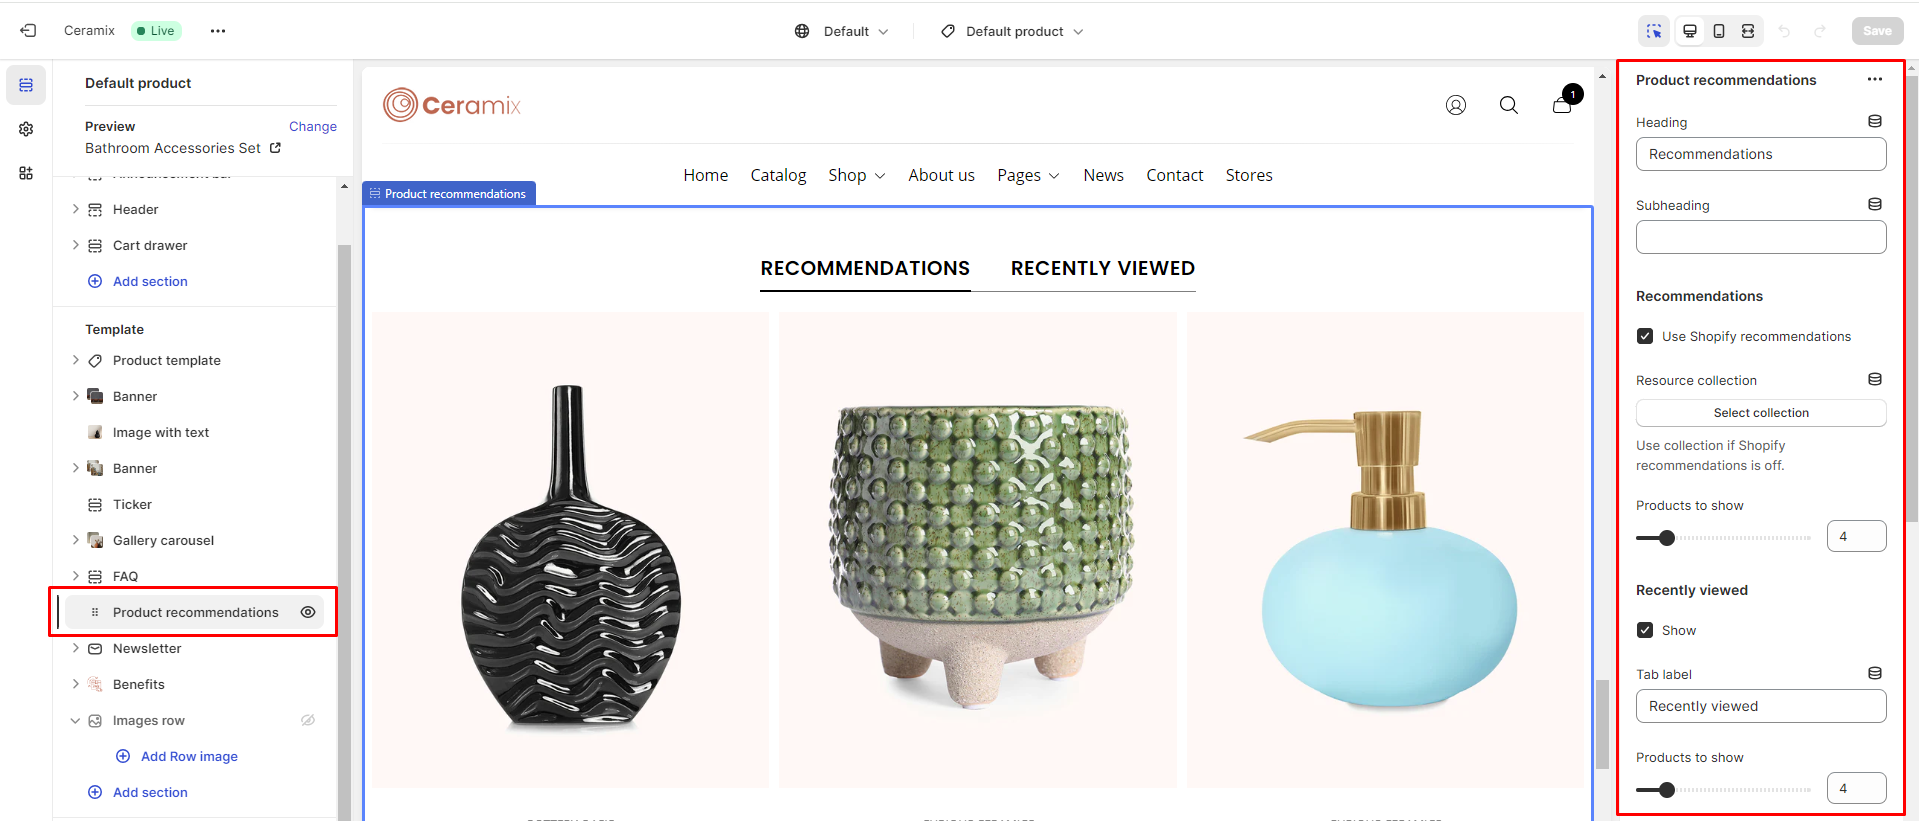 Ceramix
Live
Default
Default product
Save
Default product
Preview
Change
Bathroom Accessories Set
Header
Cart drawer
Add section
Template
Product template
Banner
Image with text
Banner
Ticker
Gallery carousel
FAQ
Product recommendations
Newsletter
Benefits
Images row
Add Row image
Add section
Ceramix
1
Home
Catalog
Shop
About us
Pages
News
Contact
Stores
Product recommendations
RECOMMENDATIONS
RECENTLY VIEWED
Product recommendations
Heading
Recommendations
Subheading
Recommendations
Use Shopify recommendations
Resource collection
Select collection
Use collection if Shopify
recommendations is off.
Products to show
4
Recently viewed
Show
Tab label
Recently viewed
Products to show
4